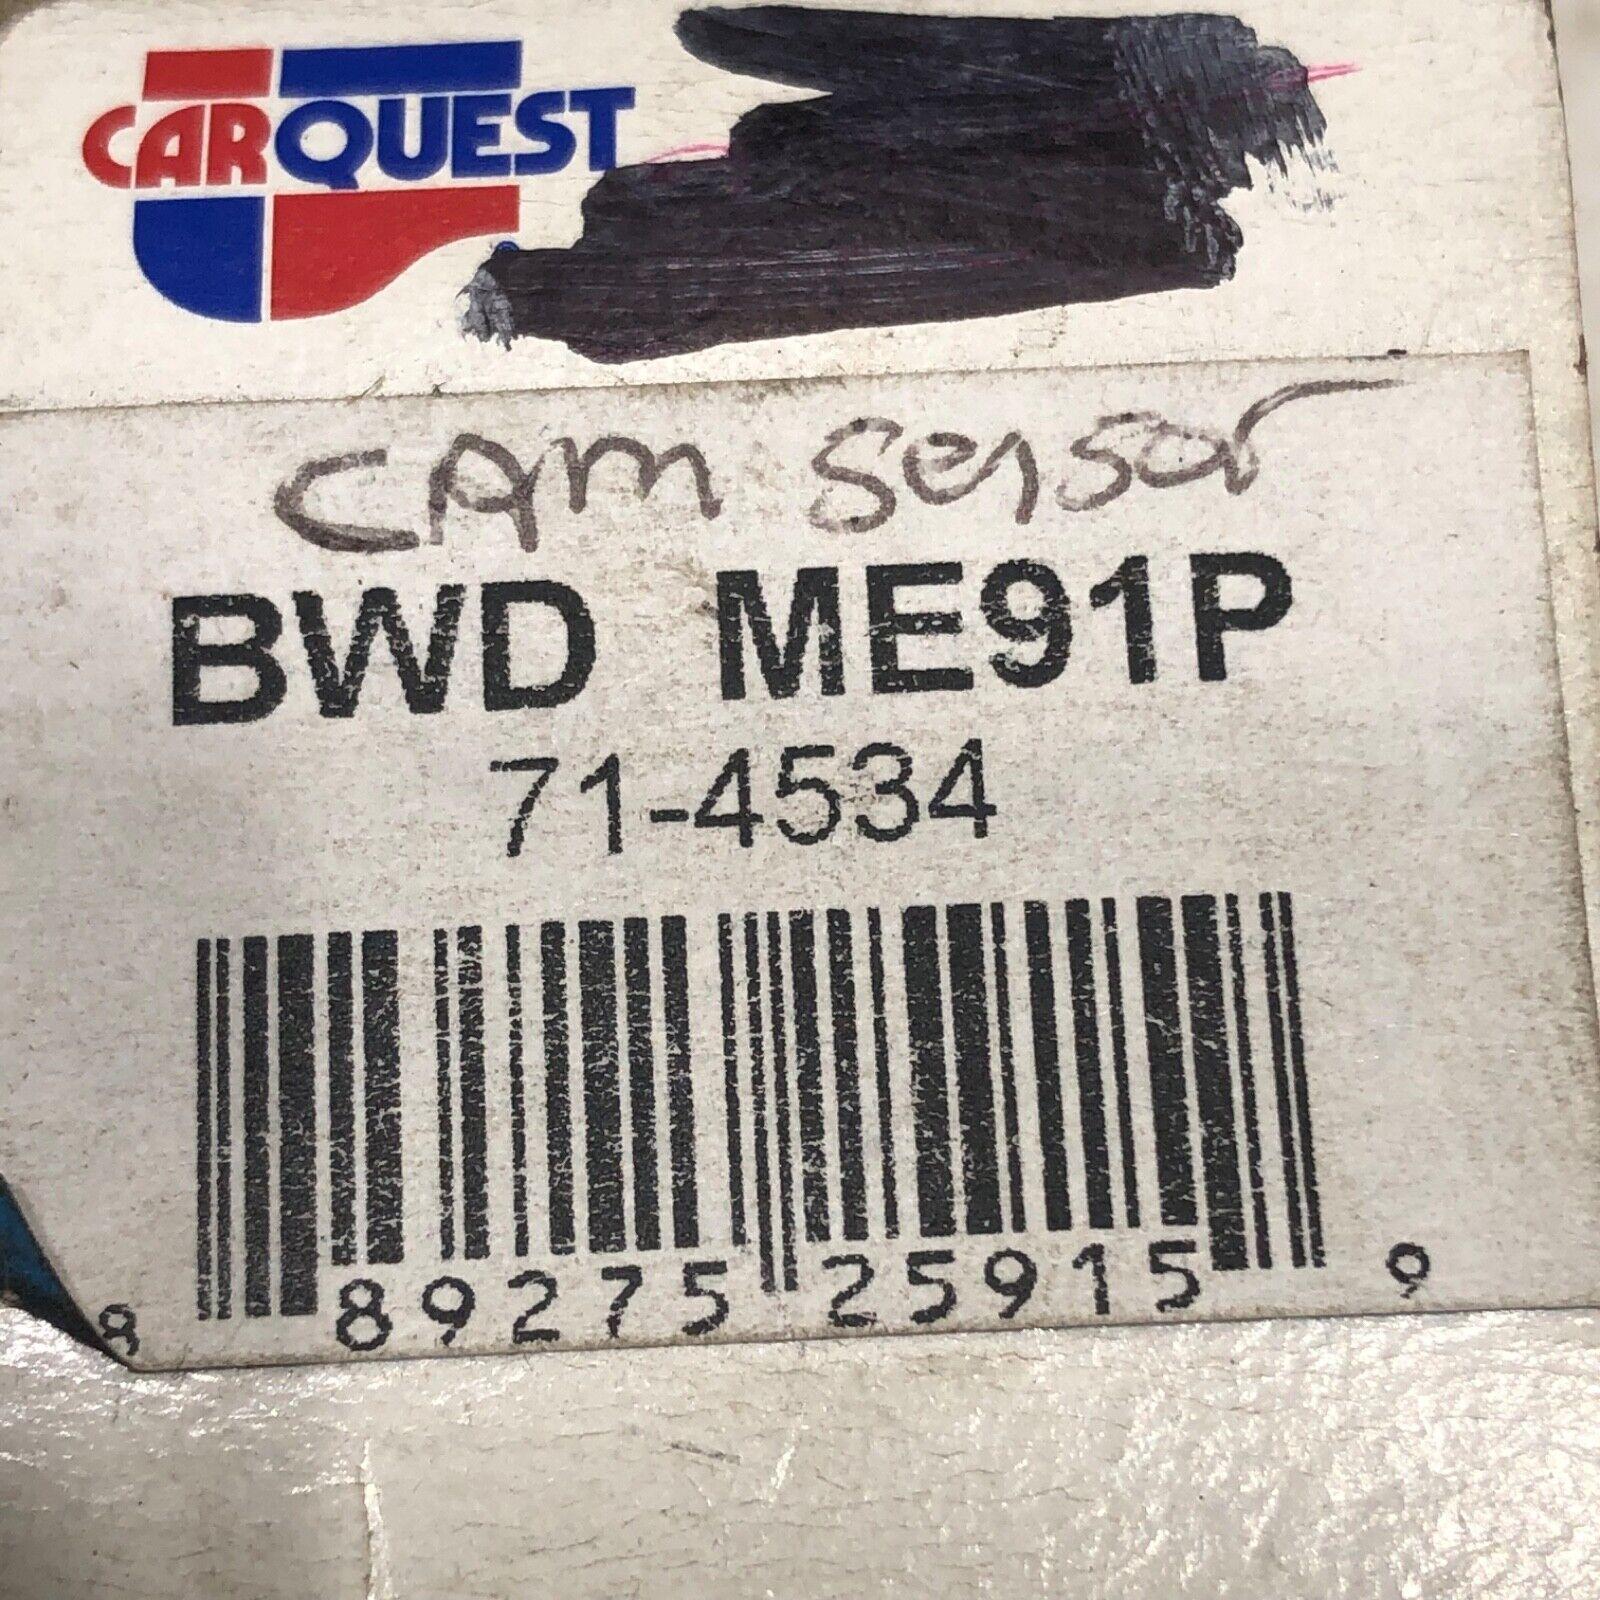 CARQUEST
CAM sensor
BWD ME91P
71-4534
8 89275 25915 9